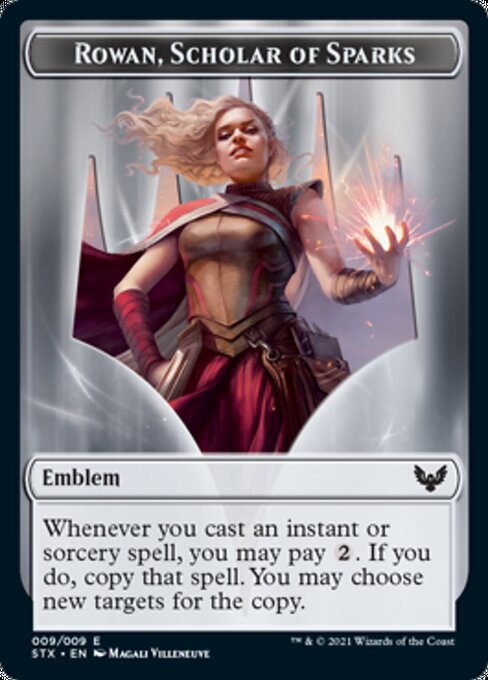 Rowan, Scholar of Sparks
Emblem
Whenever you cast an instant or
sorcery spell, you may pay 2. If you
do, copy that spell. You may choose
new targets for the copy.
009/009 E
STX • EN Magali Villeneuve
™ & © 2021 Wizards of the Coast